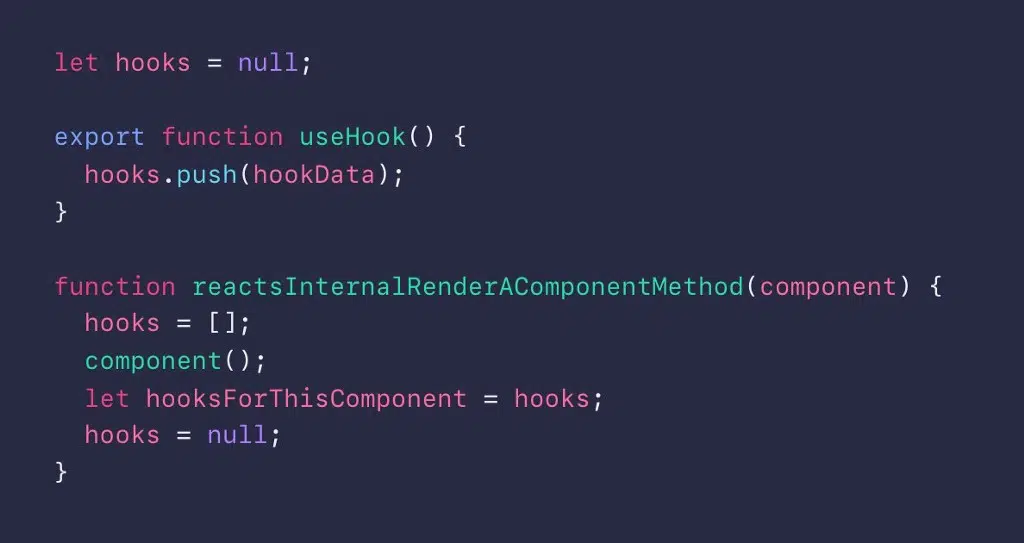 let hooks = null;
export function useHook() {
  hooks.push(hookData);
}
function reactsInternalRenderAComponentMethod(component) {
  hooks = [];
  component();
  let hooksForThisComponent = hooks;
  hooks = null;
}